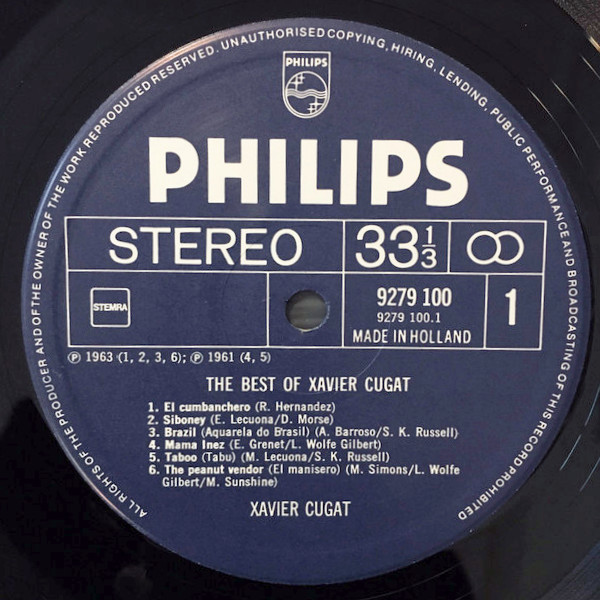 ALL RIGHTS OF THE PRODUCER AND OF THE OWNER OF THE WORK REPRODUCED RESERVED. UNAUTHORISED COPYING, HIRING, LENDING, PUBLIC PERFORMANCE AND BROADCASTING OF THIS RECORD PROHIBITED
PHILIPS
PHILIPS
STEREO 33 1/3
STEMRA
9279 100
9279 100.1
MADE IN HOLLAND
1
Ⓟ 1963 (1, 2, 3, 6); Ⓟ 1961 (4, 5)
THE BEST OF XAVIER CUGAT
1. El cumbanchero (R. Hernandez)
2. Siboney (E. Lecuona/D. Morse)
3. Brazil (Aquarela do Brasil) (A. Barroso/S. K. Russell)
4. Mama Inez (E. Grenet/L. Wolfe Gilbert)
5. Taboo (Tabu) (M. Lecuona/S. K. Russell)
6. The peanut vendor (El manisero) (M. Simons/L. Wolfe
Gilbert/M. Sunshine)
XAVIER CUGAT